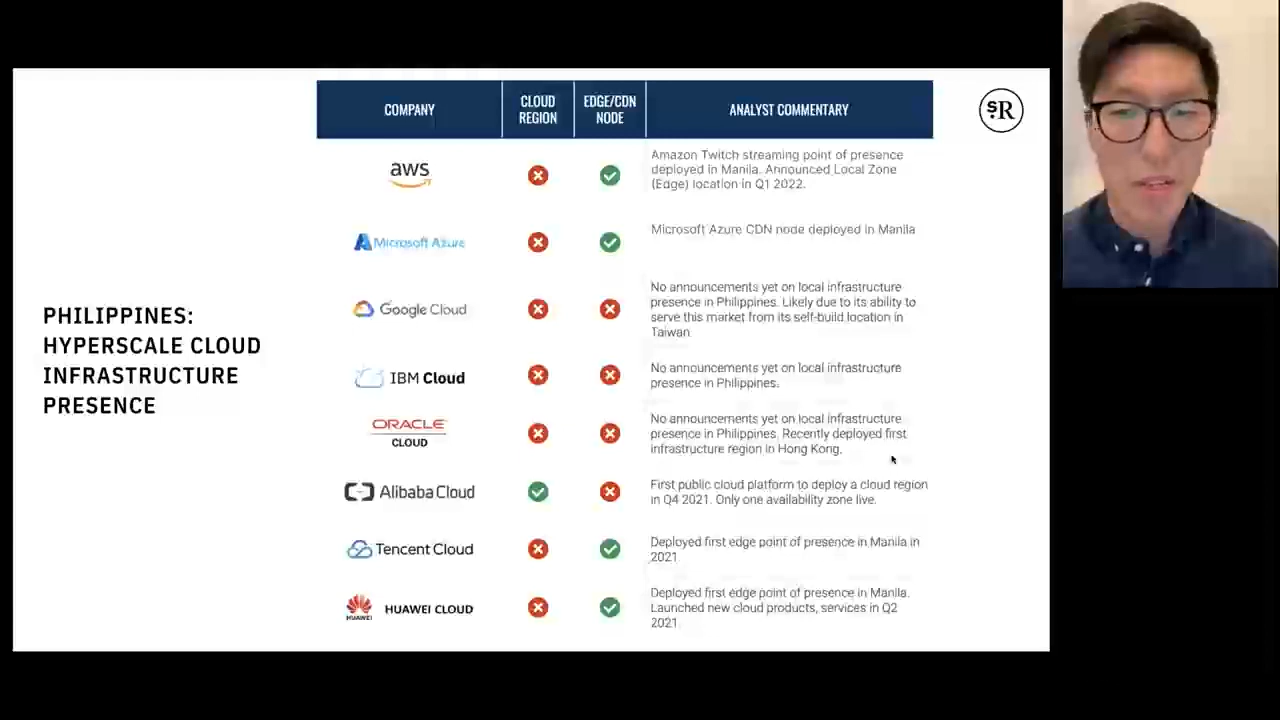 COMPANY
CLOUD
REGION
EDGE/CDN
NODE
ANALYST COMMENTARY
sR
aws
Amazon Twitch streaming point of presence
deployed in Manila. Announced Local Zone
(Edge) location in Q1 2022.
Microsoft Azure
Microsoft Azure CDN node deployed in Manila
PHILIPPINES:
HYPERSCALE CLOUD
INFRASTRUCTURE
PRESENCE
Google Cloud
No announcements yet on local infrastructure
presence in Philippines. Likely due to its ability to
serve this market from its self-build location in
Taiwan.
IBM Cloud
No announcements yet on local infrastructure
presence in Philippines.
ORACLE
CLOUD
No announcements yet on local infrastructure
presence in Philippines. Recently deployed first
infrastructure region in Hong Kong.
Alibaba Cloud
First public cloud platform to deploy a cloud region
in Q4 2021. Only one availability zone live.
Tencent Cloud
Deployed first edge point of presence in Manila in
2021.
HUAWEI
HUAWEI CLOUD
Deployed first edge point of presence in Manila.
Launched new cloud products, services in Q2
2021.